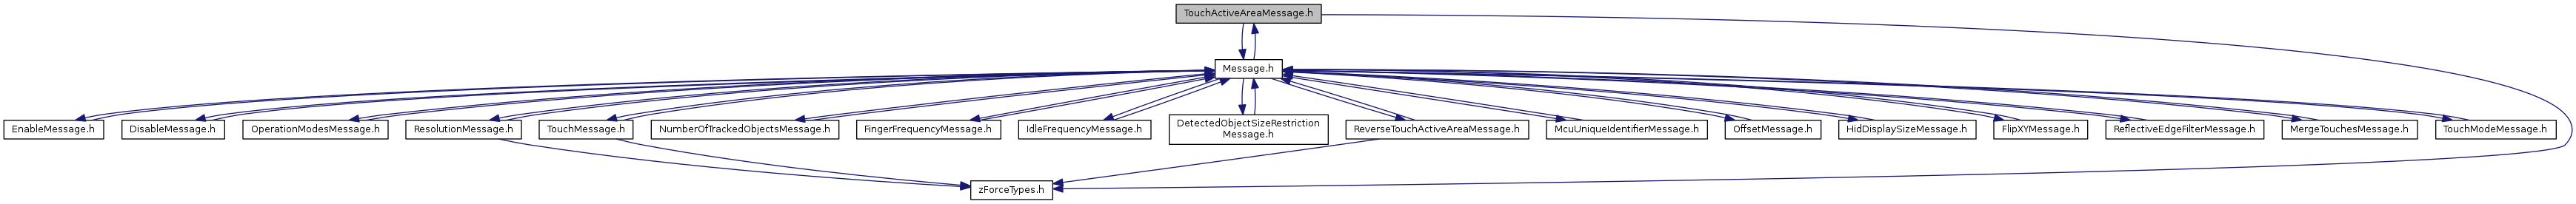 TouchActiveAreaMessage.h
Message.h
EnableMessage.h
DisableMessage.h
OperationModesMessage.h
ResolutionMessage.h
TouchMessage.h
NumberOfTrackedObjectsMessage.h
FingerFrequencyMessage.h
IdleFrequencyMessage.h
DetectedObjectSizeRestriction
Message.h
ReverseTouchActiveAreaMessage.h
McuUniqueIdentifierMessage.h
OffsetMessage.h
HidDisplaySizeMessage.h
FlipXYMessage.h
ReflectiveEdgeFilterMessage.h
MergeTouchesMessage.h
TouchModeMessage.h
zForceTypes.h